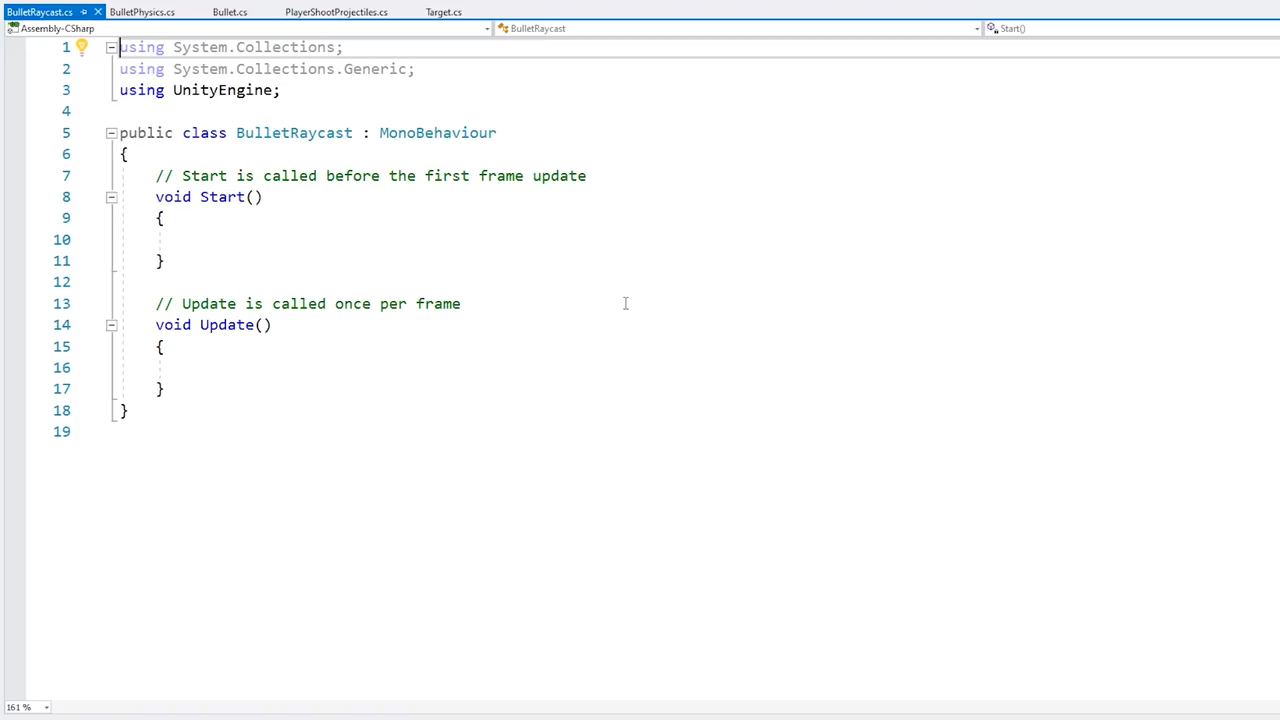 BulletRaycast.cs BulletPhysics.cs Bullet.cs PlayerShootProjectiles.cs Target.cs
Assembly-CSharp BulletRaycast Start()
1 using System.Collections;
2 using System.Collections.Generic;
3 using UnityEngine;
4
5 public class BulletRaycast : MonoBehaviour
6 {
7 // Start is called before the first frame update
8 void Start()
9 {
10
11 }
12
13 // Update is called once per frame
14 void Update()
15 {
16
17 }
18 }
19
161 %